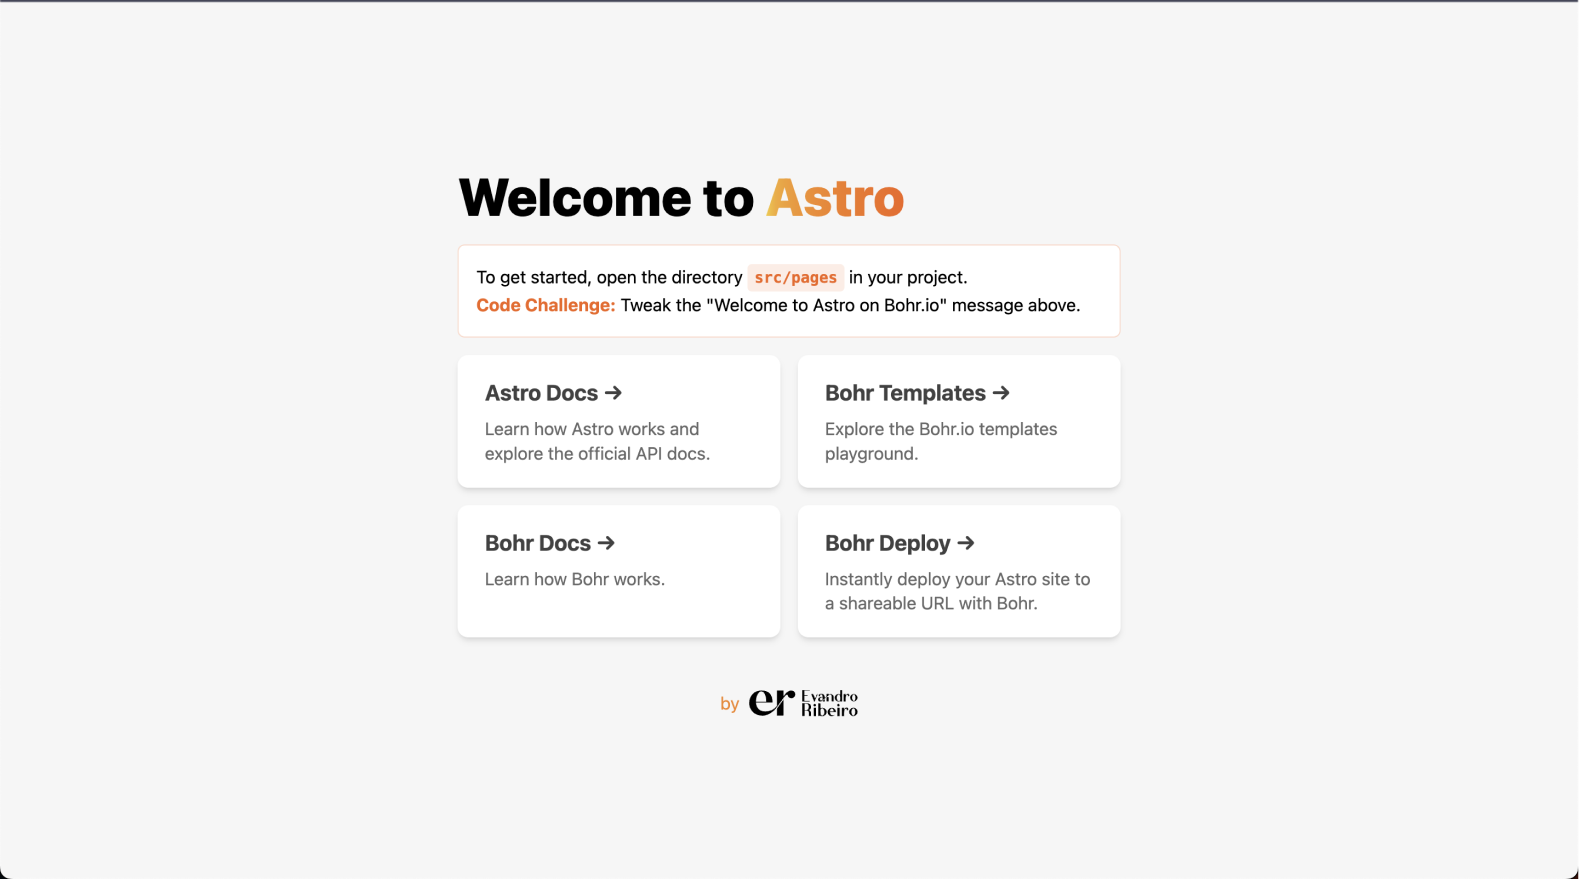 Welcome to Astro
To get started, open the directory src/pages in your project.
Code Challenge: Tweak the "Welcome to Astro on Bohr.io" message above.
Astro Docs →
Learn how Astro works and
explore the official API docs.
Bohr Templates →
Explore the Bohr.io templates
playground.
Bohr Docs →
Learn how Bohr works.
Bohr Deploy →
Instantly deploy your Astro site to
a shareable URL with Bohr.
by er Evandro
Ribeiro